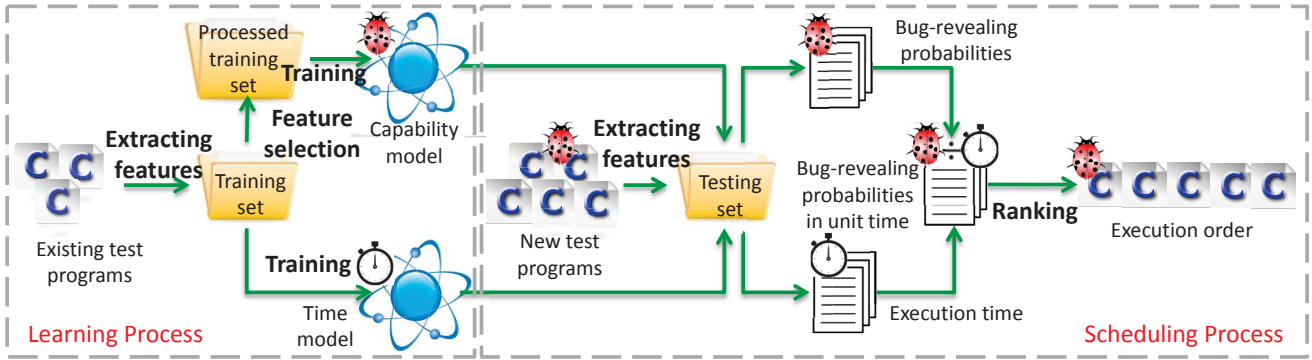 Processed
training
set
Training
Feature
selection
Capability
model
Extracting
features
C
C
C
Training
set
Existing test
programs
Training
Time
model
Learning Process
Extracting
features
C
C
C
C
C
Testing
set
New test
programs
Bug-revealing
probabilities
Bug-revealing
probabilities
in unit time
÷
Ranking
C
C
C
C
C
Execution order
Execution time
Scheduling Process